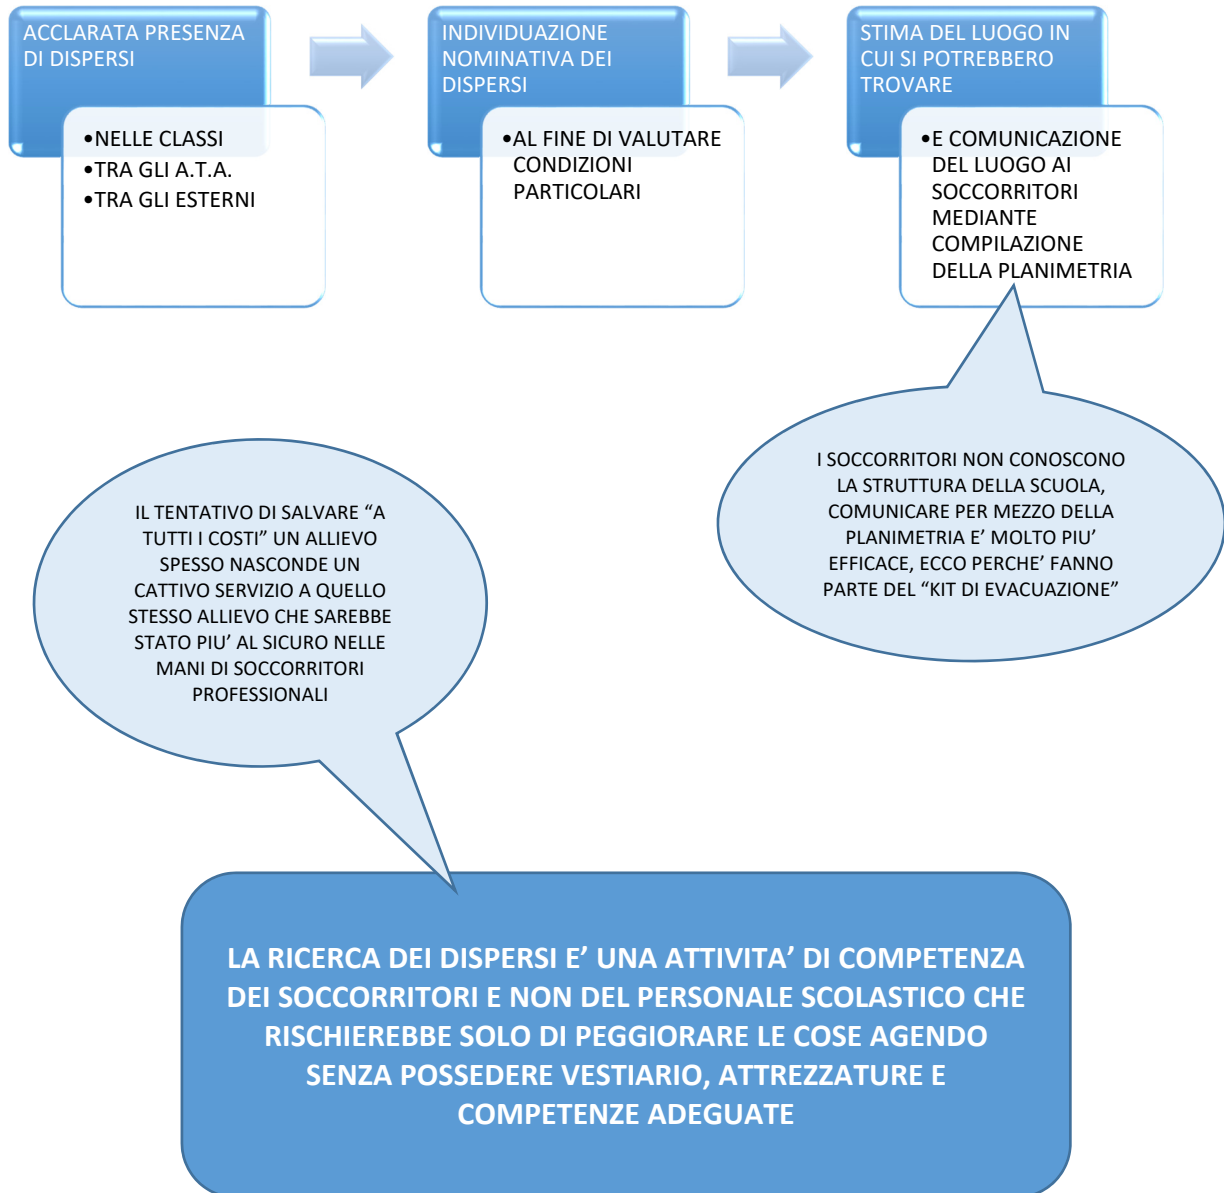 ACCLARATA PRESENZA
DI DISPERSI
•NELLE CLASSI
•TRA GLI A.T.A.
•TRA GLI ESTERNI
INDIVIDUAZIONE
NOMINATIVA DEI
DISPERSI
•AL FINE DI VALUTARE
CONDIZIONI
PARTICOLARI
STIMA DEL LUOGO IN
CUI SI POTREBBERO
TROVARE
•E COMUNICAZIONE
DEL LUOGO AI
SOCCORRITORI
MEDIANTE
COMPILAZIONE
DELLA PLANIMETRIA
I SOCCORRITORI NON CONOSCONO
LA STRUTTURA DELLA SCUOLA,
COMUNICARE PER MEZZO DELLA
PLANIMETRIA E’ MOLTO PIU’
EFFICACE, ECCO PERCHE’ FANNO
PARTE DEL “KIT DI EVACUAZIONE”
IL TENTATIVO DI SALVARE “A
TUTTI I COSTI” UN ALLIEVO
SPESSO NASCONDE UN
CATTIVO SERVIZIO A QUELLO
STESSO ALLIEVO CHE SAREBBE
STATO PIU’ AL SICURO NELLE
MANI DI SOCCORRITORI
PROFESSIONALI
LA RICERCA DEI DISPERSI E’ UNA ATTIVITA’ DI COMPETENZA
DEI SOCCORRITORI E NON DEL PERSONALE SCOLASTICO CHE
RISCHIEREBBE SOLO DI PEGGIORARE LE COSE AGENDO
SENZA POSSEDERE VESTIARIO, ATTREZZATURE E
COMPETENZE ADEGUATE